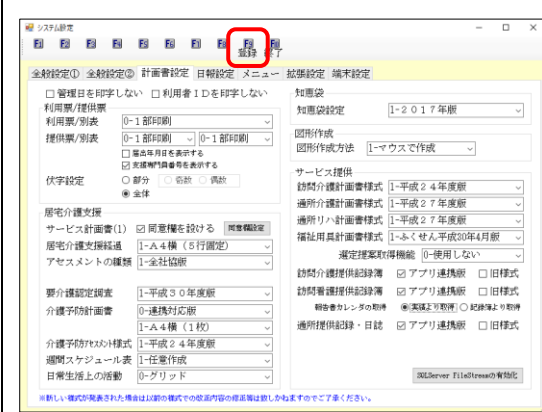 システム設定
F1 F2 F3 F4 F5 F6 F7 F8 F9 F10
登録 終了
全般設定① 全般設定② 計画書設定 日報設定 メニュー 拡張設定 端末設定
管理日を印字しない 利用者IDを印字しない
利用票/提供票
利用票/別表 0-1部印刷
提供票/別表 0-1部印刷 0-1部印刷
届出年月日を表示する
支援専門員番号を表示する
伏字設定 部分 奇数 偶数
全体
居宅介護支援
サービス計画書(1) 同意欄を設ける 同意欄設定
居宅介護支援経過 1-A4横(5行固定)
アセスメントの種類 1-全社協版
要介護認定調査 1-平成30年度版
介護予防計画書 0-連携対応版
1-A4横(1枚)
介護予防アセスメント様式 1-平成24年度版
週間スケジュール表 1-任意作成
日常生活上の活動 0-グリッド
知恵袋
知恵袋設定 1-2017年版
図形作成
図形作成方法 1-マウスで作成
サービス提供
訪問介護計画書様式 1-平成24年度版
通所介護計画書様式 1-平成27年度版
通所リハ計画書様式 1-平成27年度版
福祉用具計画書様式 1-ふくせん平成30年4月版
選定提案取得機能 0-使用しない
訪問介護提供記録簿 アプリ連携版 旧様式
訪問看護提供記録簿 アプリ連携版 旧様式
報告書カレンダの取得 実績より取得 記録簿より取得
通所提供記録・日誌 アプリ連携版 旧様式
SQLServer FileStreamの有効化
※新しい様式が発表された場合は以前の様式での改正内容の修正等は致しかねますのでご了承ください。